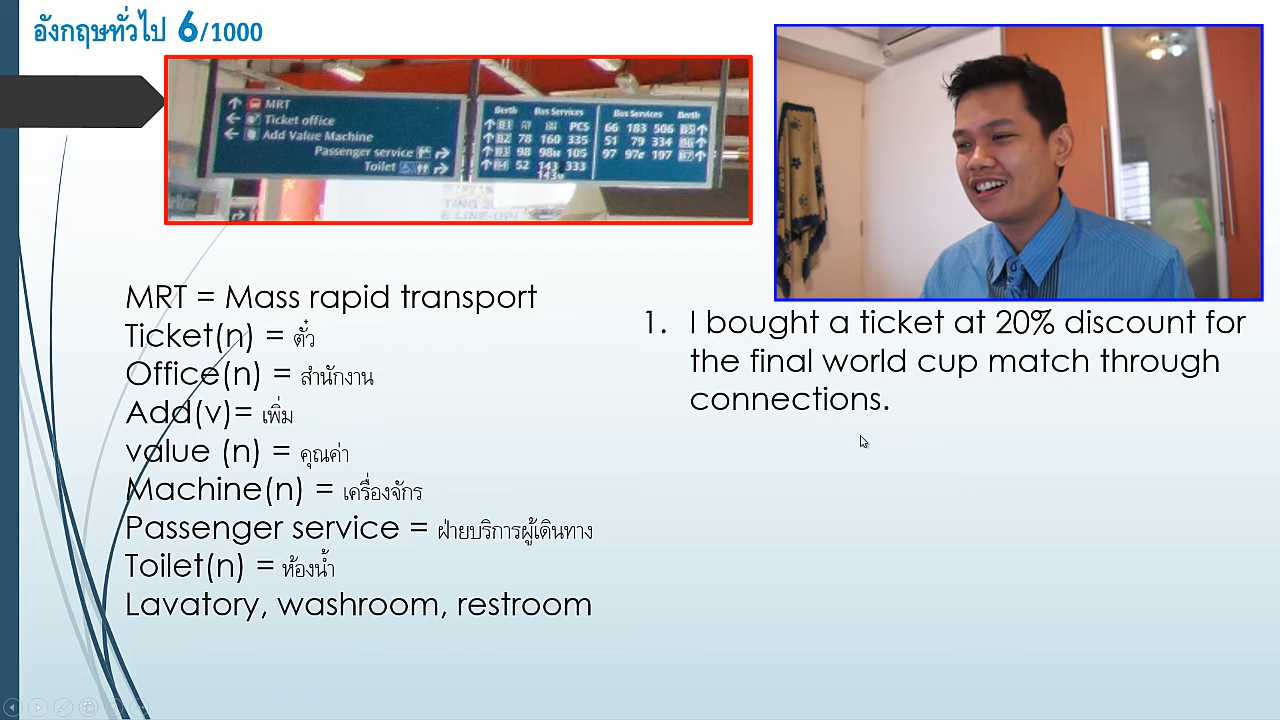 อังกฤษทั่วไป 6/1000
MRT
Ticket office
Add Value Machine
Passenger service
Toilet
Berth Bus Services Bus Services Berth
B1 PCS 66 183 506 B5
B2 78 160 335 51 79 334 B6
B3 98 98M 105 97 97e 197 B7
B4 52 143 333
143M
E LINE-UP!
MRT = Mass rapid transport
Ticket(n) = ตั๋ว
Office(n) = สำนักงาน
Add(v)= เพิ่ม
value (n) = คุณค่า
Machine(n) = เครื่องจักร
Passenger service = ฝ่ายบริการผู้เดินทาง
Toilet(n) = ห้องน้ำ
Lavatory, washroom, restroom
1. I bought a ticket at 20% discount for
the final world cup match through
connections.